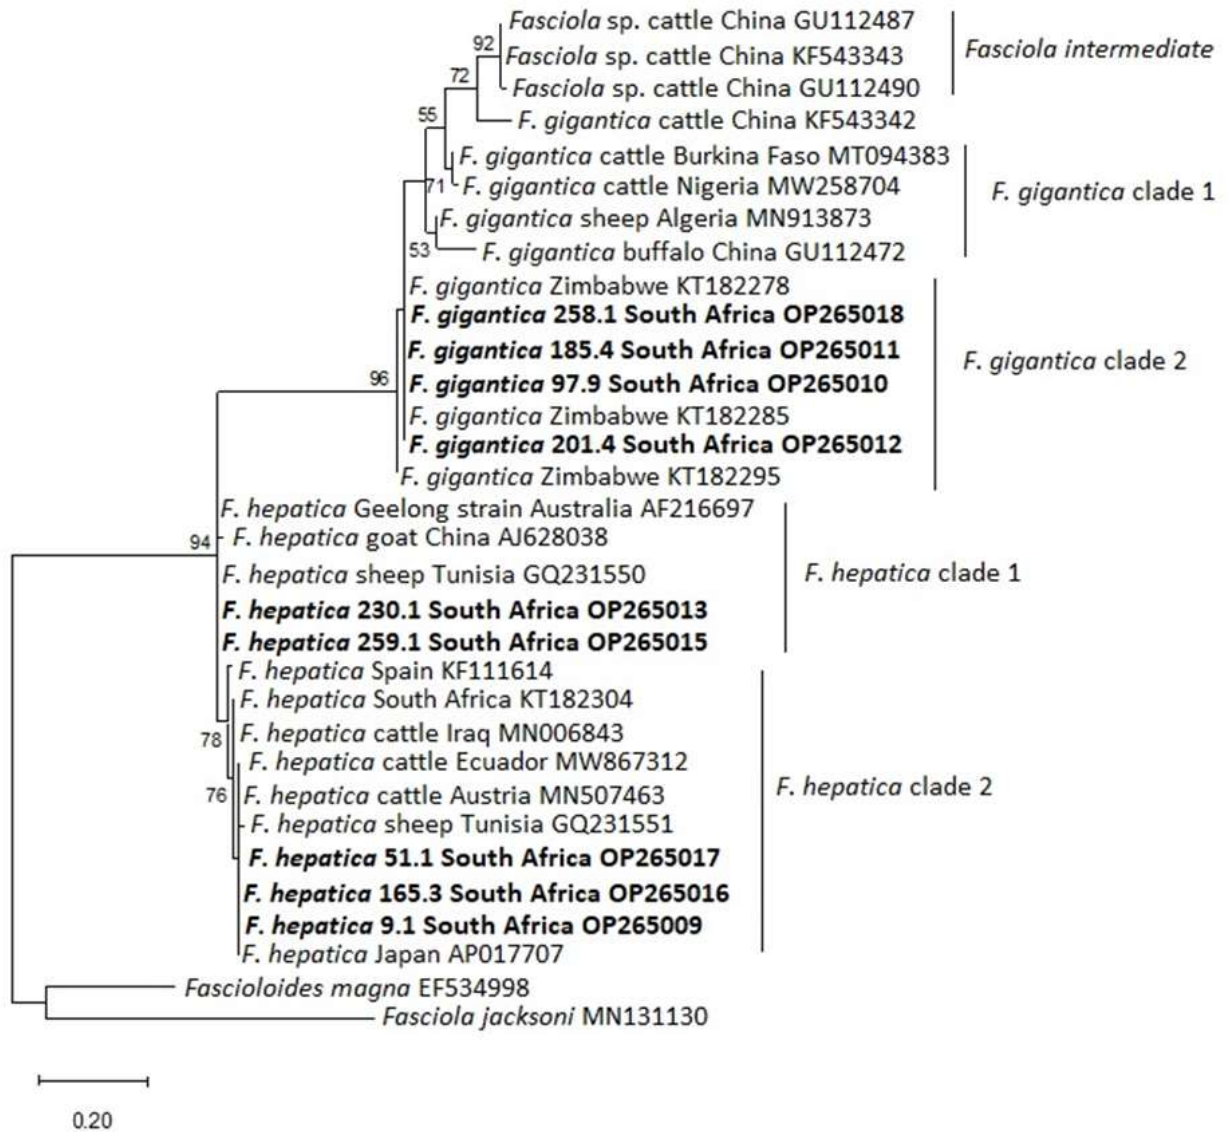 Fasciola sp. cattle China GU112487
92
Fasciola sp. cattle China KF543343
Fasciola intermediate
72
Fasciola sp. cattle China GU112490
55
F. gigantica cattle China KF543342
F. gigantica cattle Burkina Faso MT094383
71
F. gigantica cattle Nigeria MW258704
F. gigantica clade 1
F. gigantica sheep Algeria MN913873
53
F. gigantica buffalo China GU112472
F. gigantica Zimbabwe KT182278
F. gigantica 258.1 South Africa OP265018
F. gigantica 185.4 South Africa OP265011
F. gigantica clade 2
96
F. gigantica 97.9 South Africa OP265010
F. gigantica Zimbabwe KT182285
F. gigantica 201.4 South Africa OP265012
F. gigantica Zimbabwe KT182295
F. hepatica Geelong strain Australia AF216697
94
F. hepatica goat China AJ628038
F. hepatica sheep Tunisia GQ231550
F. hepatica clade 1
F. hepatica 230.1 South Africa OP265013
F. hepatica 259.1 South Africa OP265015
F. hepatica Spain KF111614
F. hepatica South Africa KT182304
78
F. hepatica cattle Iraq MN006843
F. hepatica cattle Ecuador MW867312
F. hepatica clade 2
76
F. hepatica cattle Austria MN507463
F. hepatica sheep Tunisia GQ231551
F. hepatica 51.1 South Africa OP265017
F. hepatica 165.3 South Africa OP265016
F. hepatica 9.1 South Africa OP265009
F. hepatica Japan AP017707
Fascioloides magna EF534998
Fasciola jacksoni MN131130
0.20